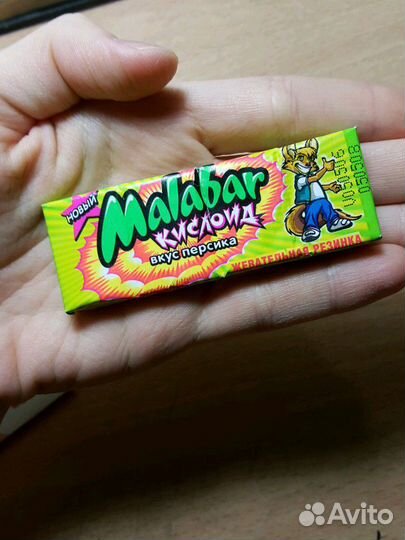 НОВЫЙ
Malabar
КИСЛОИД
вкус персика
ЖЕВАТЕЛЬНАЯ РЕЗИНКА
Avito